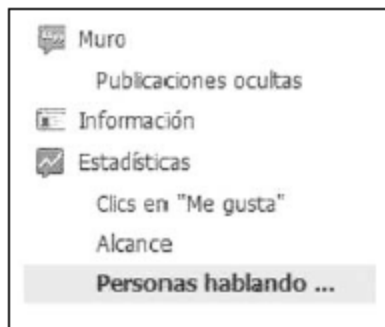 Muro
Publicaciones ocultas
Información
Estadísticas
Clics en "Me gusta"
Alcance
Personas hablando ...